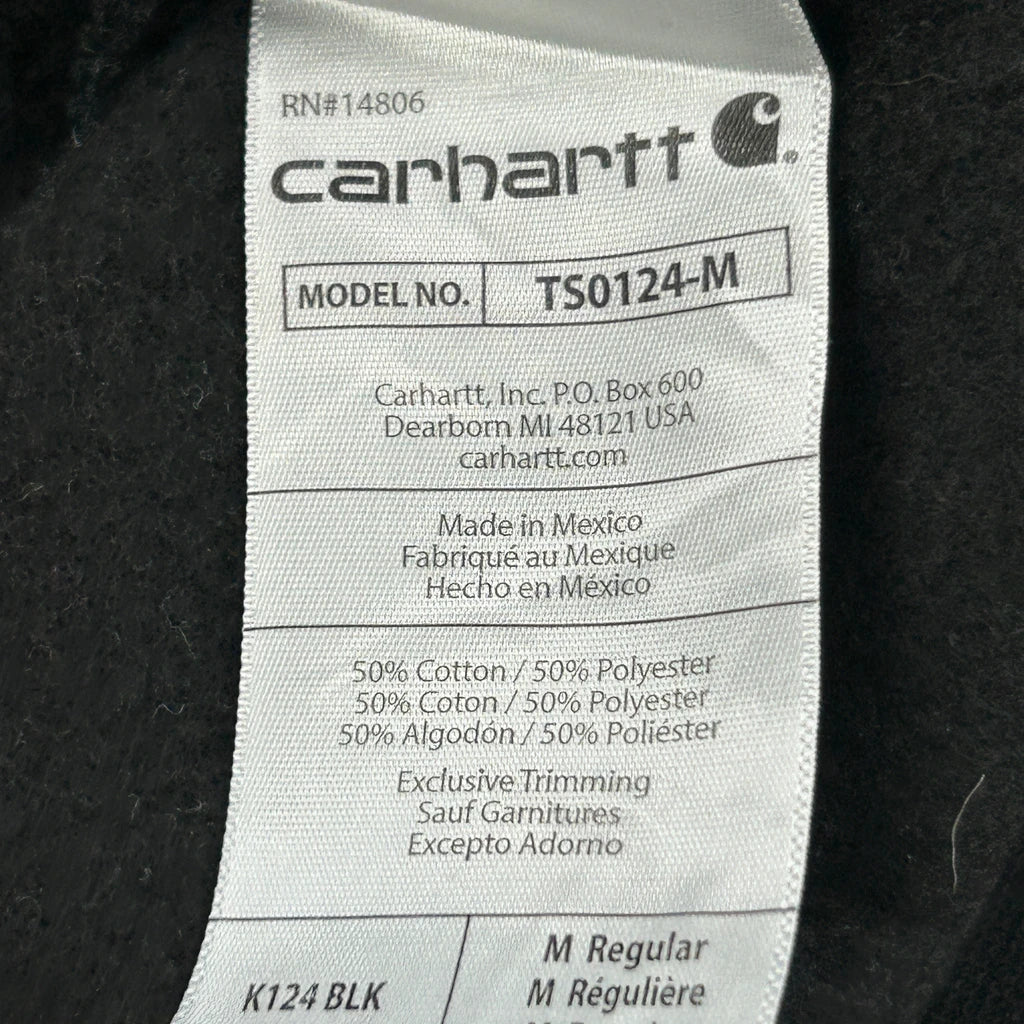 RN#14806
carhartt
MODEL NO. TS0124-M
Carhartt, Inc. P.O. Box 600
Dearborn MI 48121 USA
carhartt.com
Made in Mexico
Fabriqué au Mexique
Hecho en México
50% Cotton / 50% Polyester
50% Coton / 50% Polyester
50% Algodón / 50% Poliéster
Exclusive Trimming
Sauf Garnitures
Excepto Adorno
M Regular
K124 BLK M Régulière